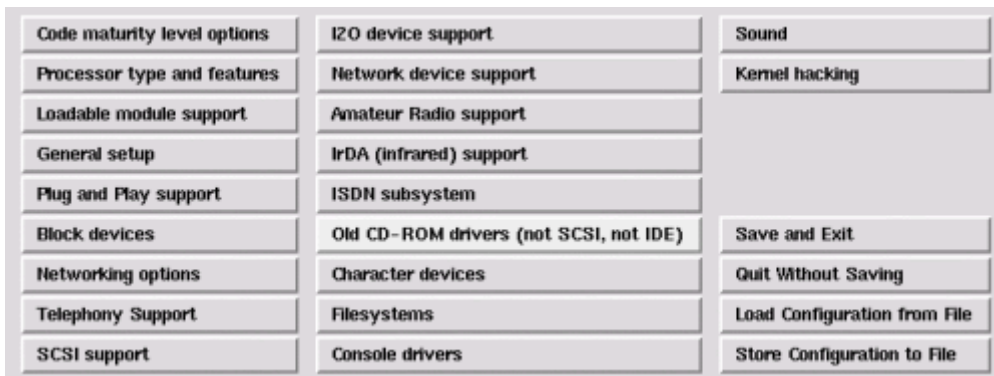 Code maturity level options
Processor type and features
Loadable module support
General setup
Plug and Play support
Block devices
Networking options
Telephony Support
SCSI support
I2O device support
Network device support
Amateur Radio support
IrDA (infrared) support
ISDN subsystem
Old CD-ROM drivers (not SCSI, not IDE)
Character devices
Filesystems
Console drivers
Sound
Kernel hacking
Save and Exit
Quit Without Saving
Load Configuration from File
Store Configuration to File